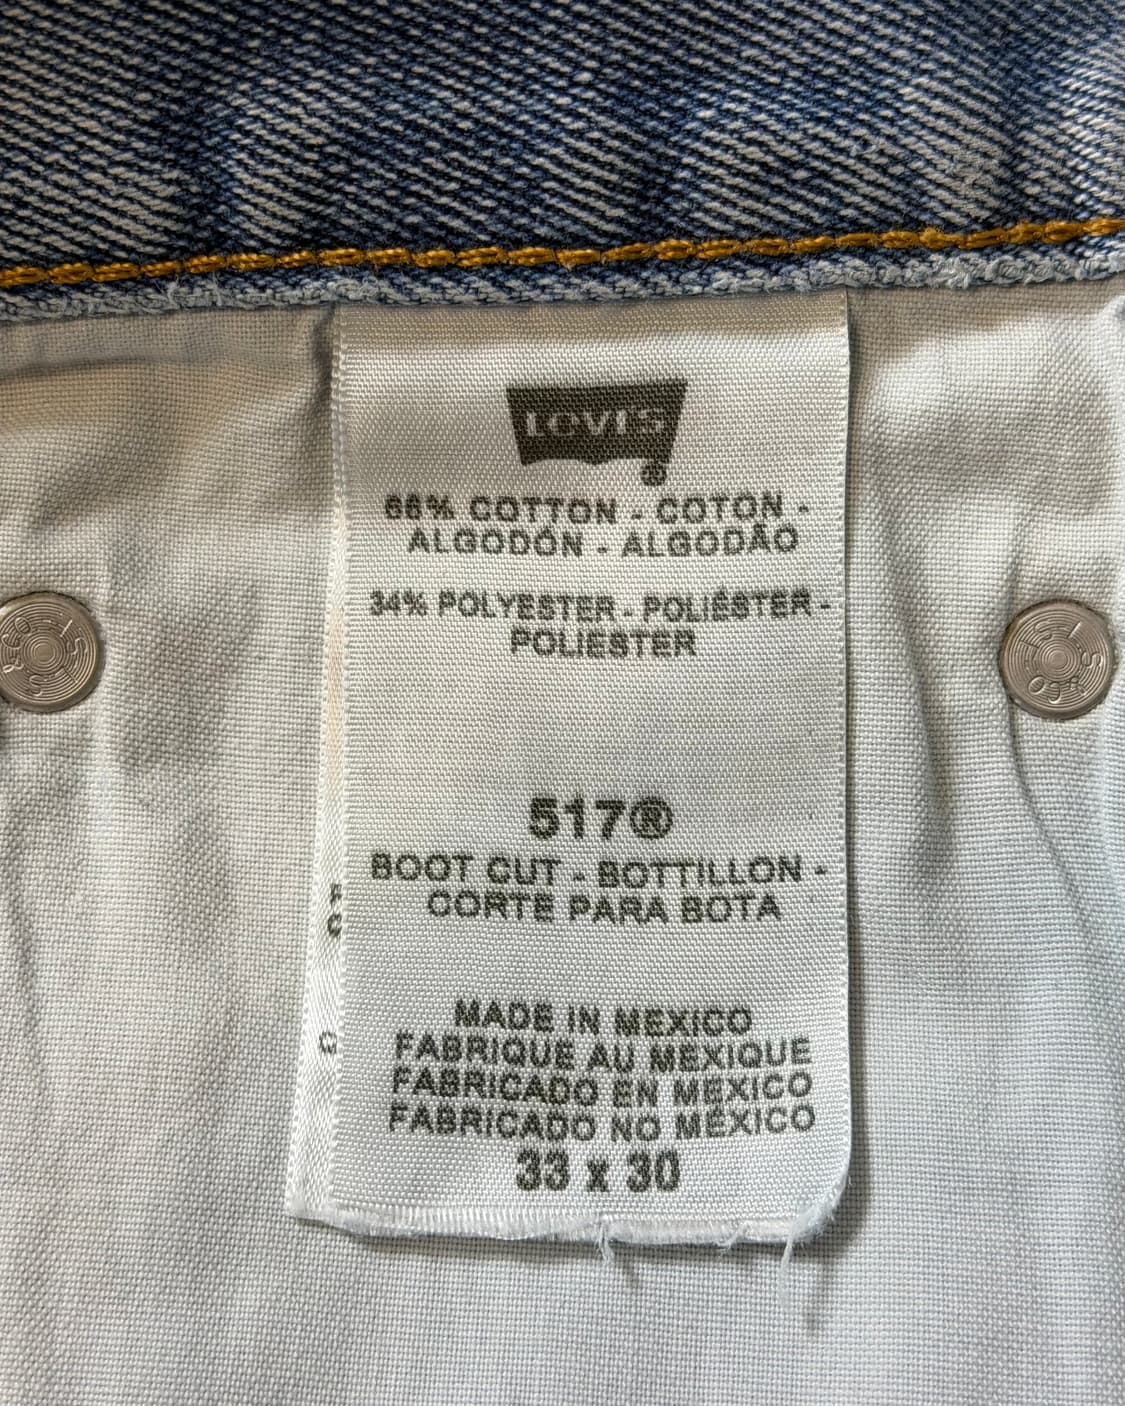 LEVI'S
66% COTTON - COTON -
ALGODÓN - ALGODÃO
34% POLYESTER - POLIÉSTER -
POLIESTER
517®
BOOT CUT - BOTTILLON -
CORTE PARA BOTA
MADE IN MEXICO
FABRIQUE AU MEXIQUE
FABRICADO EN MEXICO
FABRICADO NO MÉXICO
33 x 30